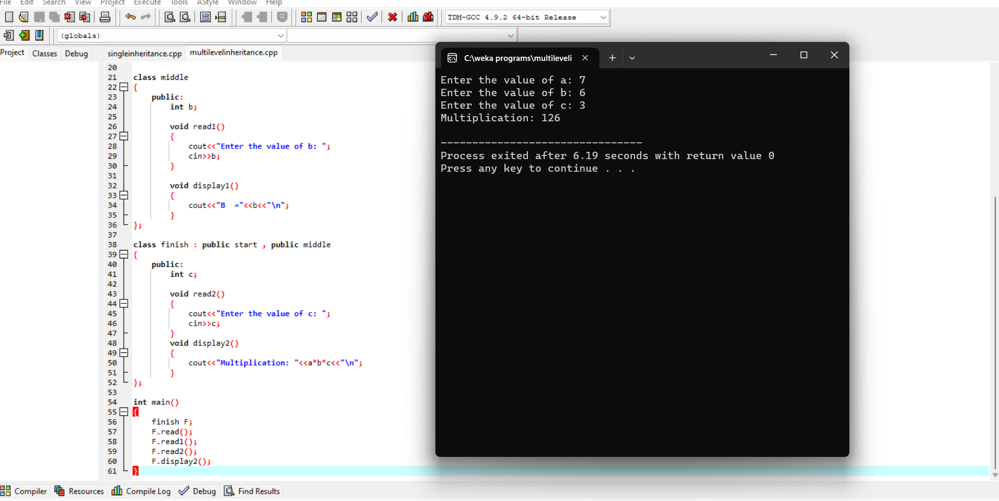 File Edit Search View Project Execute Tools AStyle Window Help
TDM-GCC 4.9.2 64-bit Release
(globals)
Project Classes Debug
singleinheritance.cpp multilevelinheritance.cpp
20
21 class middle
22 {
23 public:
24 int b;
25
26 void read1()
27 {
28 cout<<"Enter the value of b: ";
29 cin>>b;
30 }
31
32 void display1()
33 {
34 cout<<"B  ="<<b<<"\n";
35 }
36 };
37
38 class finish : public start , public middle
39 {
40 public:
41 int c;
42
43 void read2()
44 {
45 cout<<"Enter the value of c: ";
46 cin>>c;
47 }
48 void display2()
49 {
50 cout<<"Multiplication: "<<a*b*c<<"\n";
51 }
52 };
53
54 int main()
55 {
56 finish F;
57 F.read();
58 F.read1();
59 F.read2();
60 F.display2();
61 }
C:\weka programs\multileveli
Enter the value of a: 7
Enter the value of b: 6
Enter the value of c: 3
Multiplication: 126
--------------------------------
Process exited after 6.19 seconds with return value 0
Press any key to continue . . .
Compiler Resources Compile Log Debug Find Results